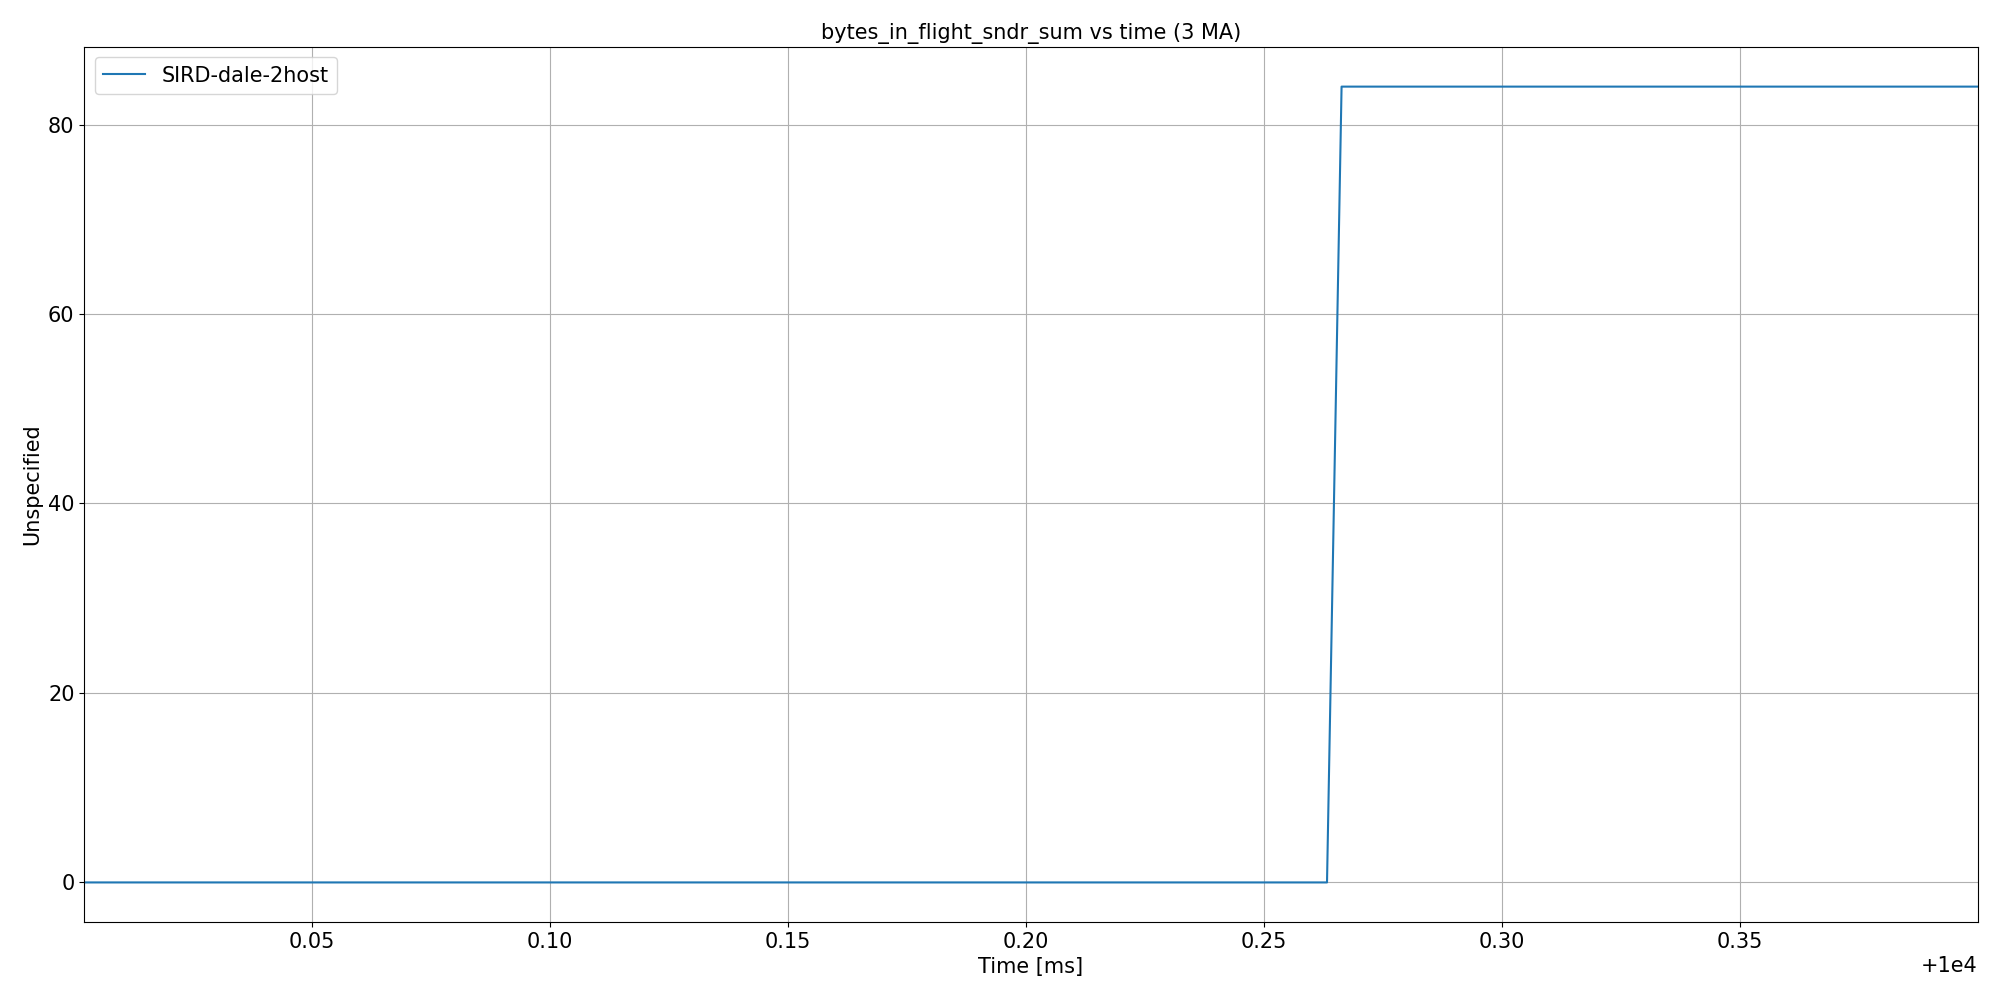 bytes_in_flight_sndr_sum vs time (3 MA)
SIRD-dale-2host
80
60
40
20
0
Unspecified
0.05 0.10 0.15 0.20 0.25 0.30 0.35
Time [ms]
+1e4